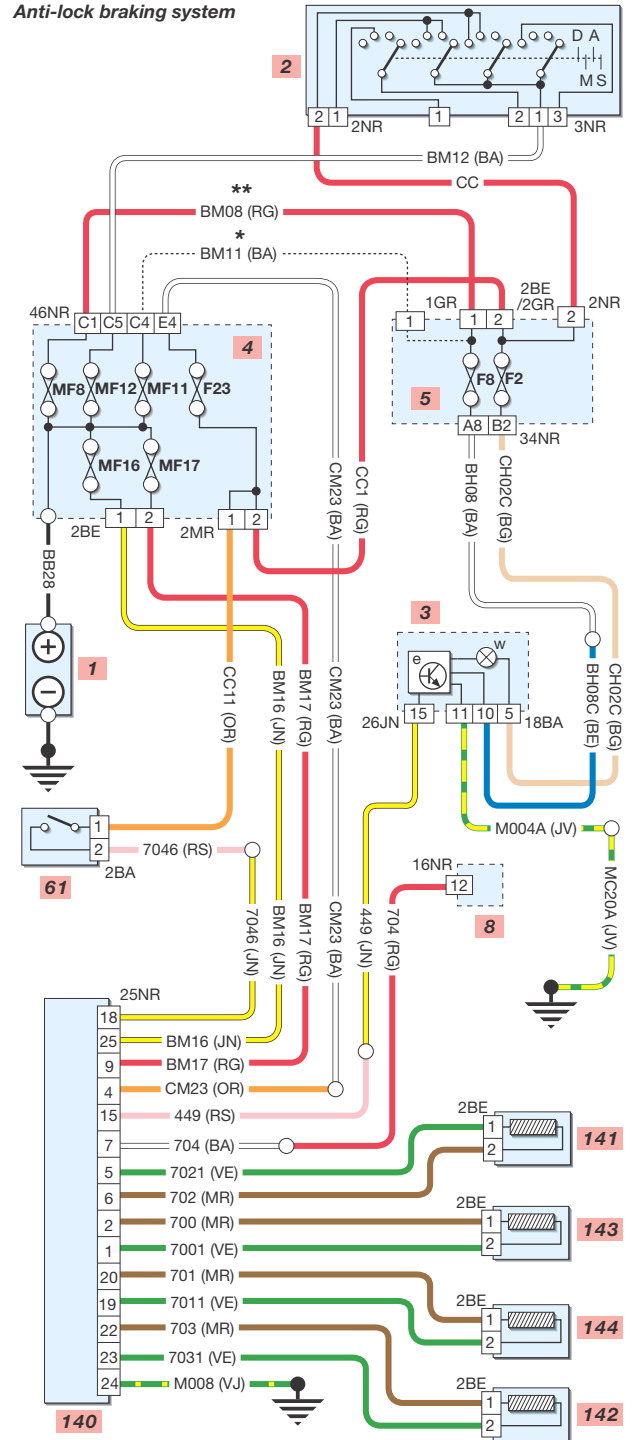 Anti-lock braking system
D A
M S
2
2 1 2NR 1 2 1 3 3NR
BM12 (BA)
CC
**
BM08 (RG)
*
BM11 (BA)
46NR C1 C5 C4 E4
1GR 2BE /2GR 2NR
1 1 2 2
4
MF8 MF12 MF11 F23
F8 F2
5
MF16 MF17
A8 B2 34NR
2BE 1 2 2MR 1 2
CM23 (BA)
CC1 (RG)
BH08 (BA)
CH02C (BG)
BB28
+
−
1
CC11 (OR)
BM16 (JN)
BM17 (RG)
CM23 (BA)
3
e w
26JN 15 11 10 5 18BA
BH08C (BE)
CH02C (BG)
M004A (JV)
MC20A (JV)
1
2
2BA
61
7046 (RS)
7046 (JN)
BM16 (JN)
BM17 (RG)
CM23 (BA)
449 (JN)
704 (RG)
16NR
12
8
25NR
18
25 BM16 (JN)
9 BM17 (RG)
4 CM23 (OR)
15 449 (RS)
7 704 (BA)
5 7021 (VE)
6 702 (MR)
2 700 (MR)
1 7001 (VE)
20 701 (MR)
19 7011 (VE)
22 703 (MR)
23 7031 (VE)
24 M008 (VJ)
140
2BE
1
2
141
2BE
1
2
143
2BE
1
2
144
2BE
1
2
142